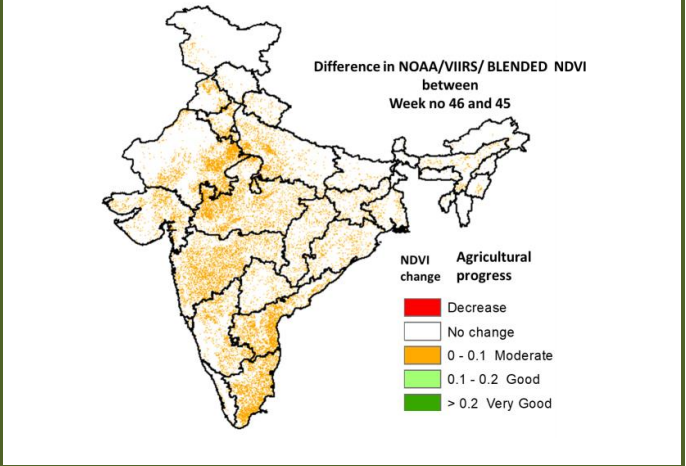 Difference in NOAA/VIIRS/ BLENDED NDVI
between
Week no 46 and 45
NDVI change
Agricultural progress
Decrease
No change
0 - 0.1 Moderate
0.1 - 0.2 Good
> 0.2 Very Good